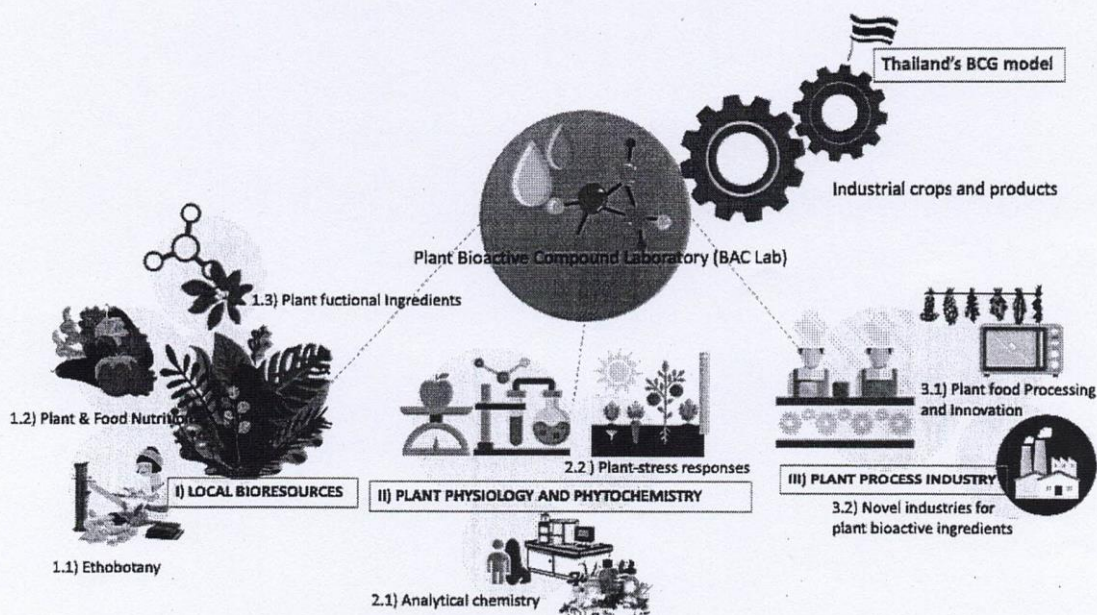 Thailand's BCG model
Industrial crops and products
Plant Bioactive Compound Laboratory (BAC Lab)
1.3) Plant fuctional Ingredients
1.2) Plant & Food Nutrition
3.1) Plant food Processing
and Innovation
2.2 ) Plant-stress responses
I) LOCAL BIORESOURCES
II) PLANT PHYSIOLOGY AND PHYTOCHEMISTRY
III) PLANT PROCESS INDUSTRY
3.2) Novel industries for
plant bioactive ingredients
1.1) Ethobotany
2.1) Analytical chemistry